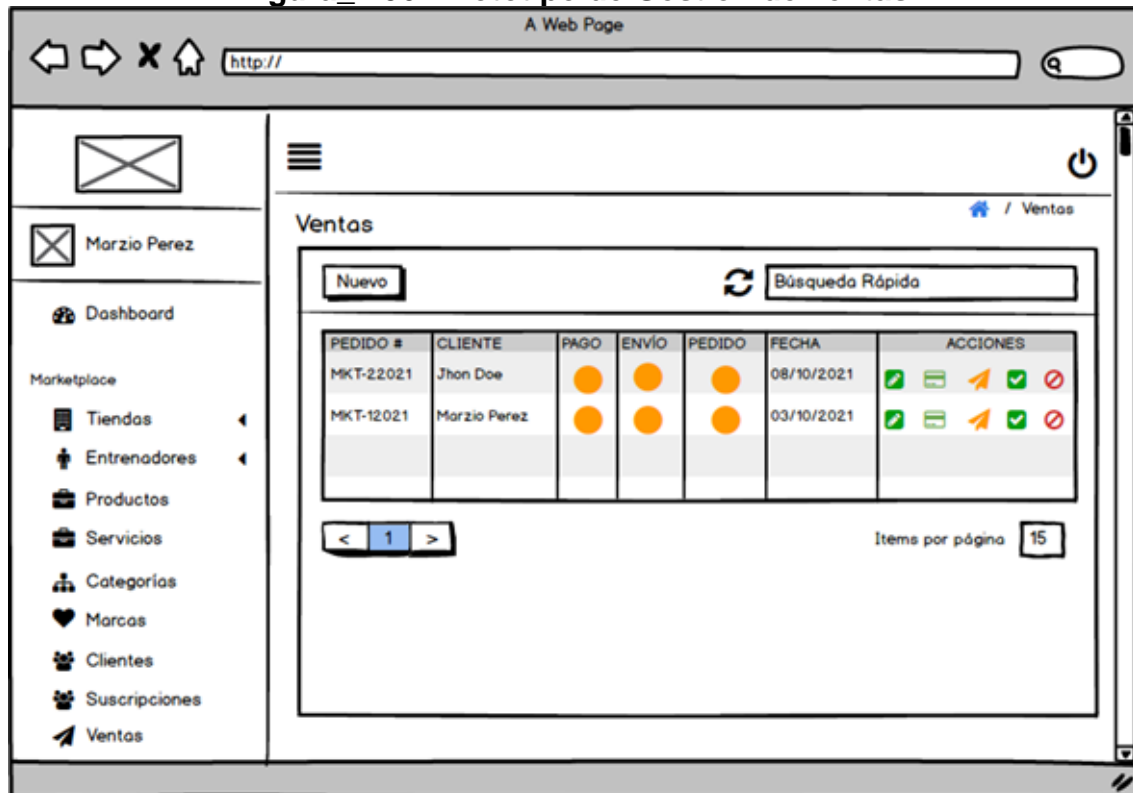 A Web Page
http://
Marzio Perez
Dashboard
Marketplace
Tiendas
Entrenadores
Productos
Servicios
Categorías
Marcas
Clientes
Suscripciones
Ventas
/ Ventas
Ventas
Nuevo
Búsqueda Rápida
PEDIDO # CLIENTE PAGO ENVÍO PEDIDO FECHA ACCIONES
MKT-22021 Jhon Doe 08/10/2021
MKT-12021 Marzio Perez 03/10/2021
< 1 >
Items por página 15